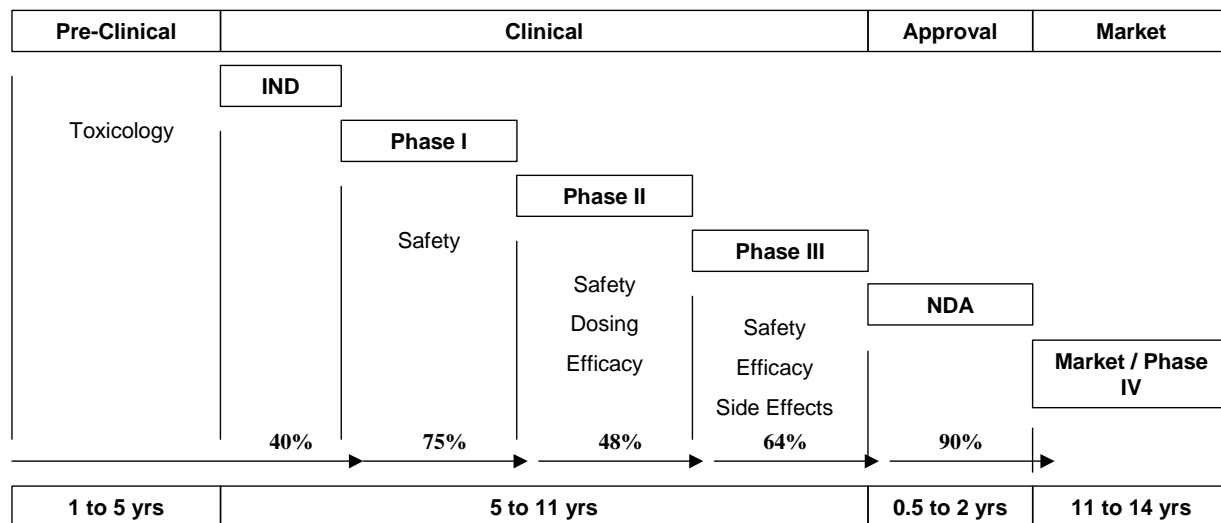 Pre-Clinical Clinical Approval Market
IND
Toxicology
Phase I
Phase II
Safety
Phase III
Safety
Dosing
Efficacy
NDA
Safety
Efficacy
Side Effects
Market / Phase
IV
40% 75% 48% 64% 90%
1 to 5 yrs 5 to 11 yrs 0.5 to 2 yrs 11 to 14 yrs